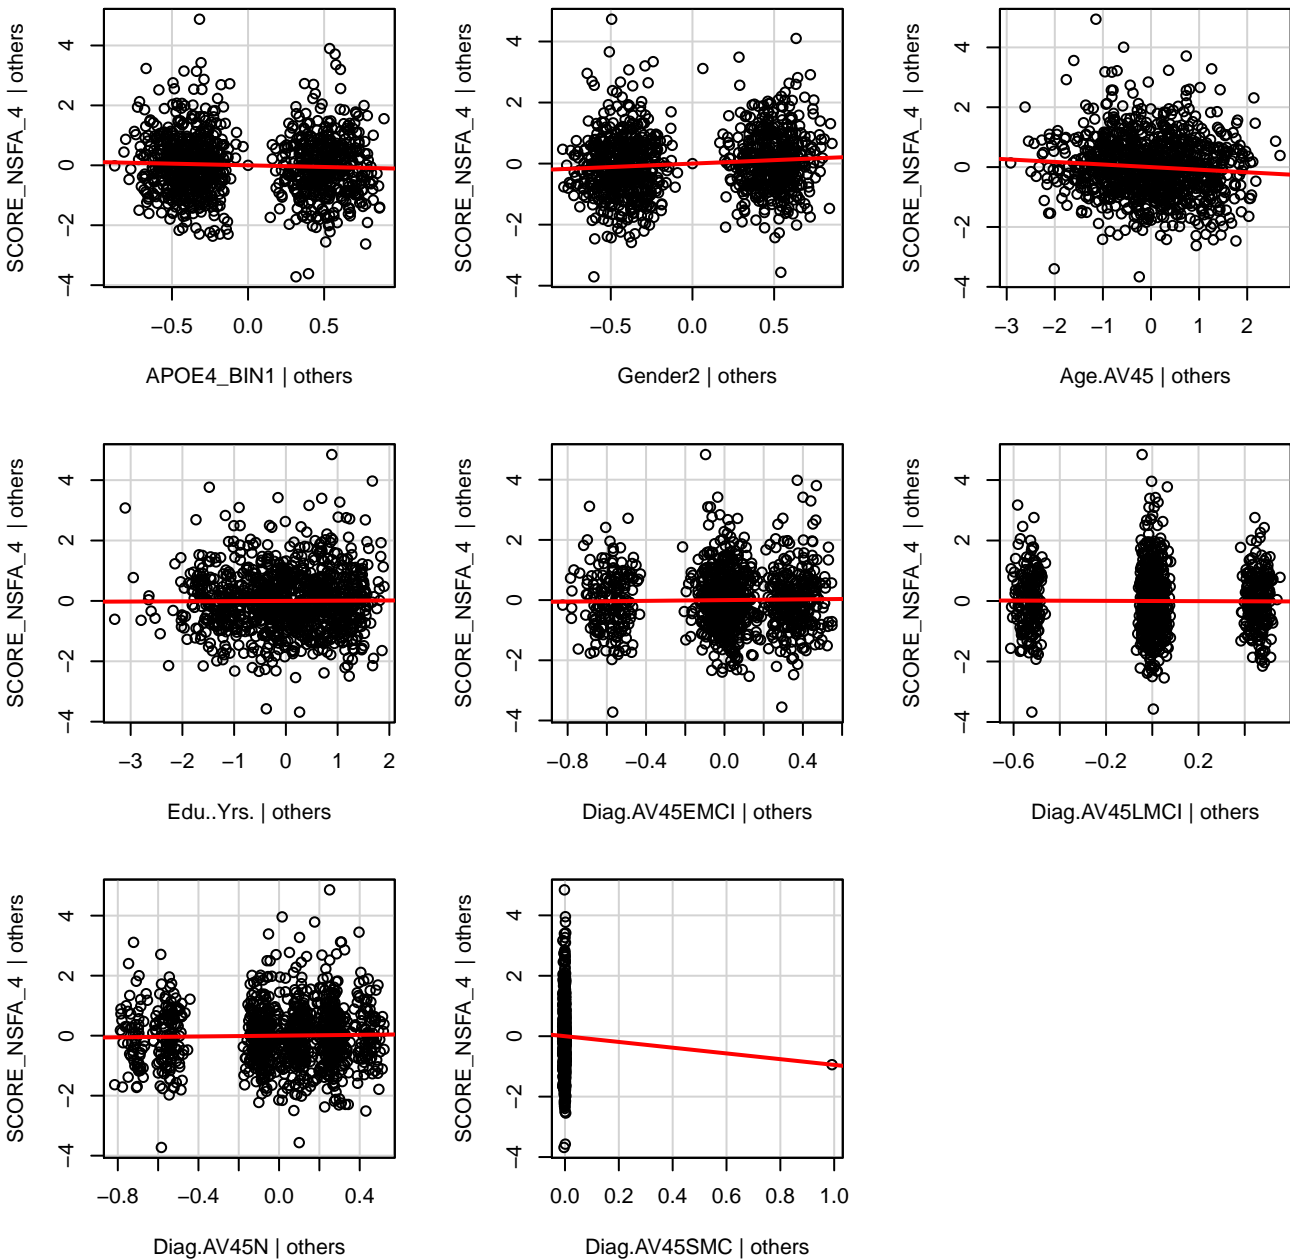 SCORE_NSFA_4 | others
4
2
0
−2
−4
−0.5 0.0 0.5
APOE4_BIN1 | others
SCORE_NSFA_4 | others
4
2
0
−2
−4
−0.5 0.0 0.5
Gender2 | others
SCORE_NSFA_4 | others
4
2
0
−2
−4
−3 −2 −1 0 1 2
Age.AV45 | others
SCORE_NSFA_4 | others
4
2
0
−2
−4
−3 −2 −1 0 1 2
Edu..Yrs. | others
SCORE_NSFA_4 | others
4
2
0
−2
−4
−0.8 −0.4 0.0 0.4
Diag.AV45EMCI | others
SCORE_NSFA_4 | others
4
2
0
−2
−4
−0.6 −0.2 0.2
Diag.AV45LMCI | others
SCORE_NSFA_4 | others
4
2
0
−2
−4
−0.8 −0.4 0.0 0.4
Diag.AV45N | others
SCORE_NSFA_4 | others
4
2
0
−2
−4
0.0 0.2 0.4 0.6 0.8 1.0
Diag.AV45SMC | others